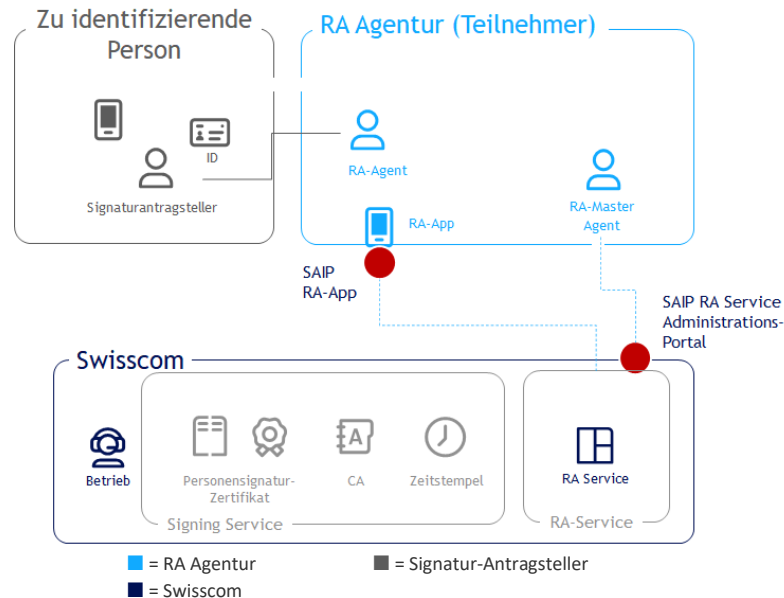 Zu identifizierende
Person
RA Agentur (Teilnehmer)
ID
Signaturantragsteller
RA-Agent
RA-App
RA-Master
Agent
SAIP
RA-App
SAIP RA Service
Administrations-
Portal
Swisscom
Betrieb
Personensignatur-
Zertifikat
A
CA
Zeitstempel
RA Service
Signing Service
RA-Service
= RA Agentur
= Signatur-Antragsteller
= Swisscom